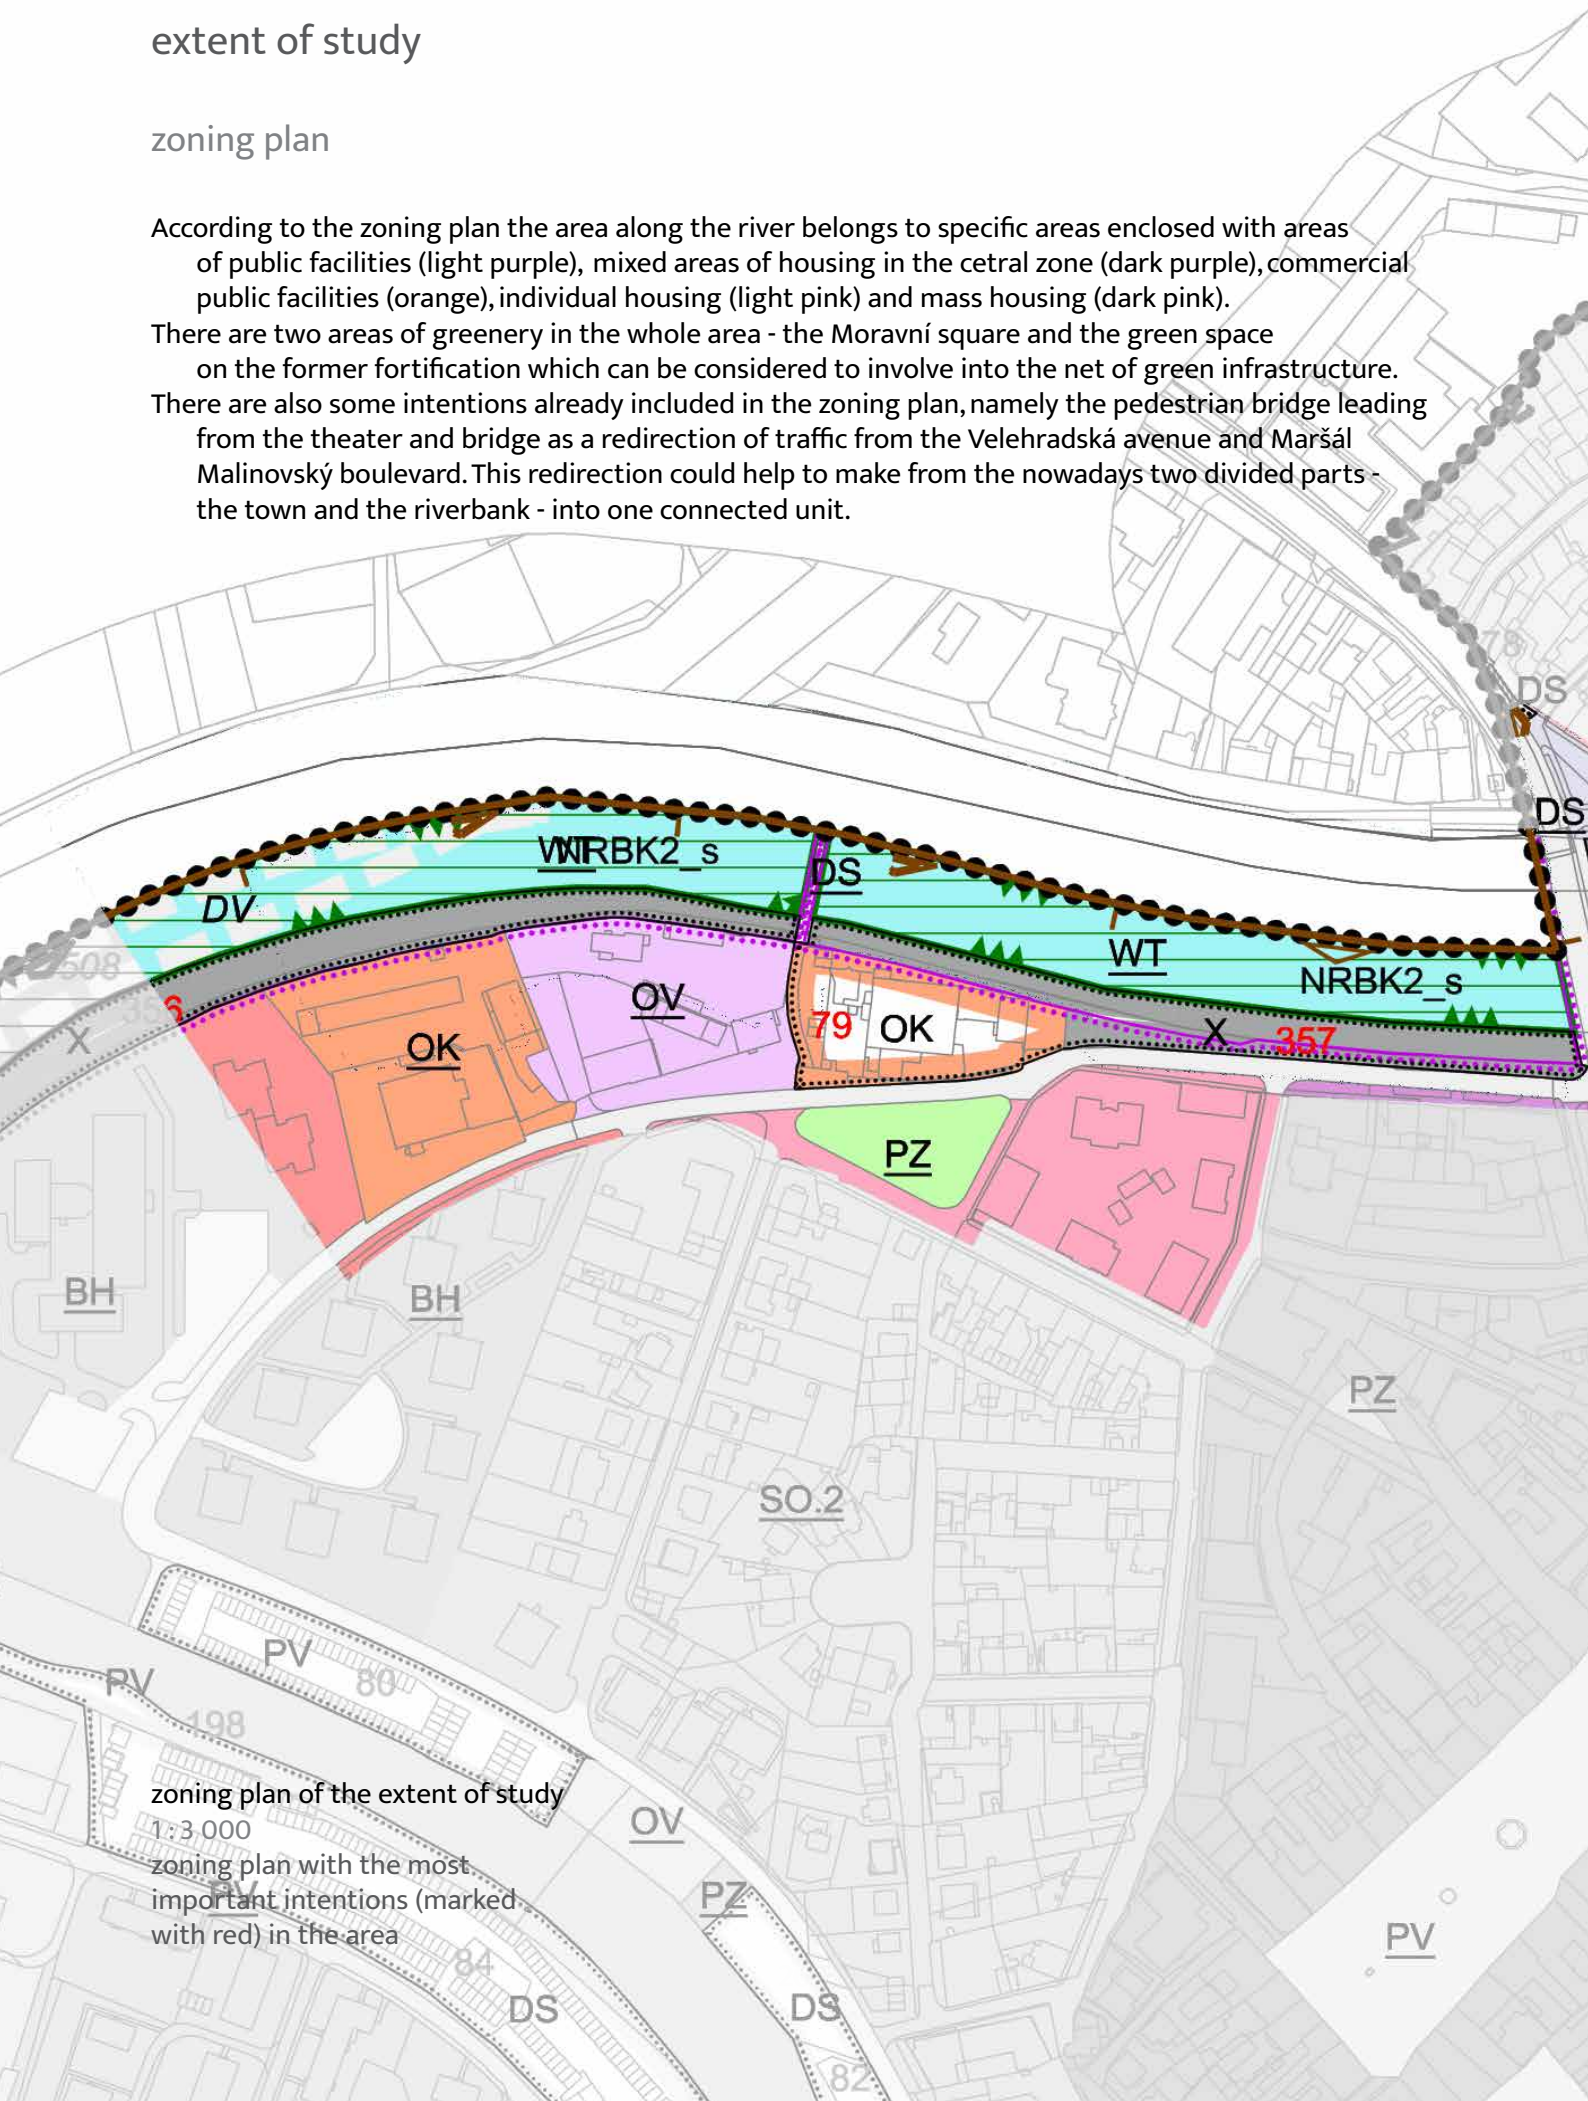 extent of study
zoning plan
According to the zoning plan the area along the river belongs to specific areas enclosed with areas
of public facilities (light purple), mixed areas of housing in the cetral zone (dark purple), commercial
public facilities (orange), individual housing (light pink) and mass housing (dark pink).
There are two areas of greenery in the whole area - the Moravní square and the green space
on the former fortification which can be considered to involve into the net of green infrastructure.
There are also some intentions already included in the zoning plan, namely the pedestrian bridge leading
from the theater and bridge as a redirection of traffic from the Velehradská avenue and Maršál
Malinovský boulevard. This redirection could help to make from the nowadays two divided parts -
the town and the riverbank - into one connected unit.
78
DS
DS
NRBK2_s
DS
DV
WT
508
NRBK2_s
356
OV
79
OK
X
357
X
OK
PZ
BH
BH
PZ
SO.2
PV
PV
80
198
zoning plan of the extent of study
1 : 3 000
OV
zoning plan with the most
important intentions (marked
PV
PZ
with red) in the area
PV
84
DS
DS
82